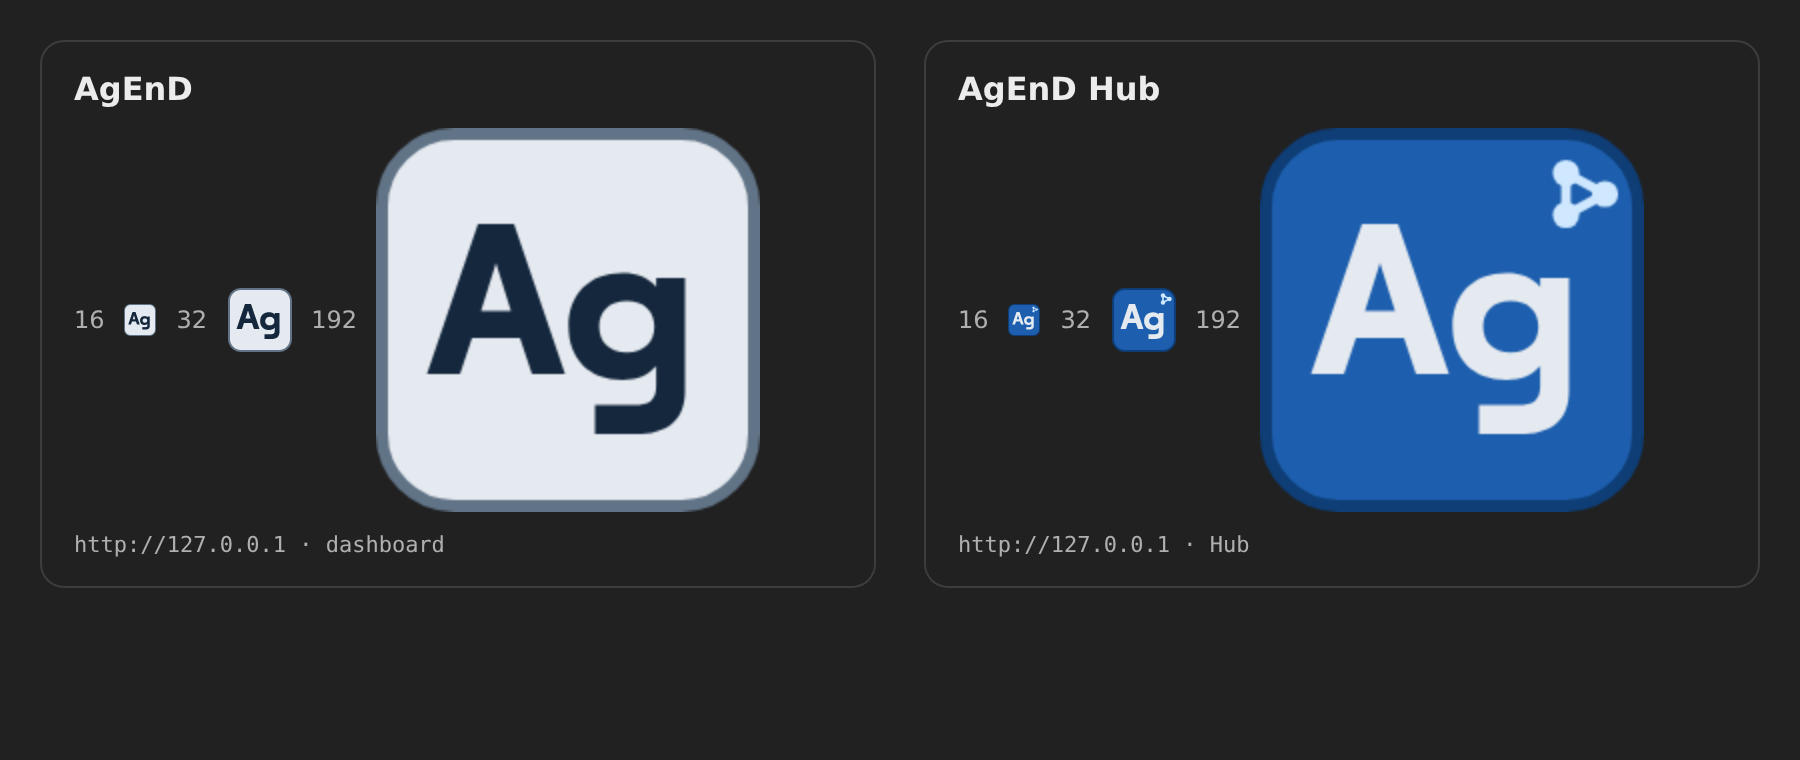 AgEnD
16 Ag 32 Ag 192 Ag
http://127.0.0.1 · dashboard
AgEnD Hub
16 Ag 32 Ag 192 Ag
http://127.0.0.1 · Hub